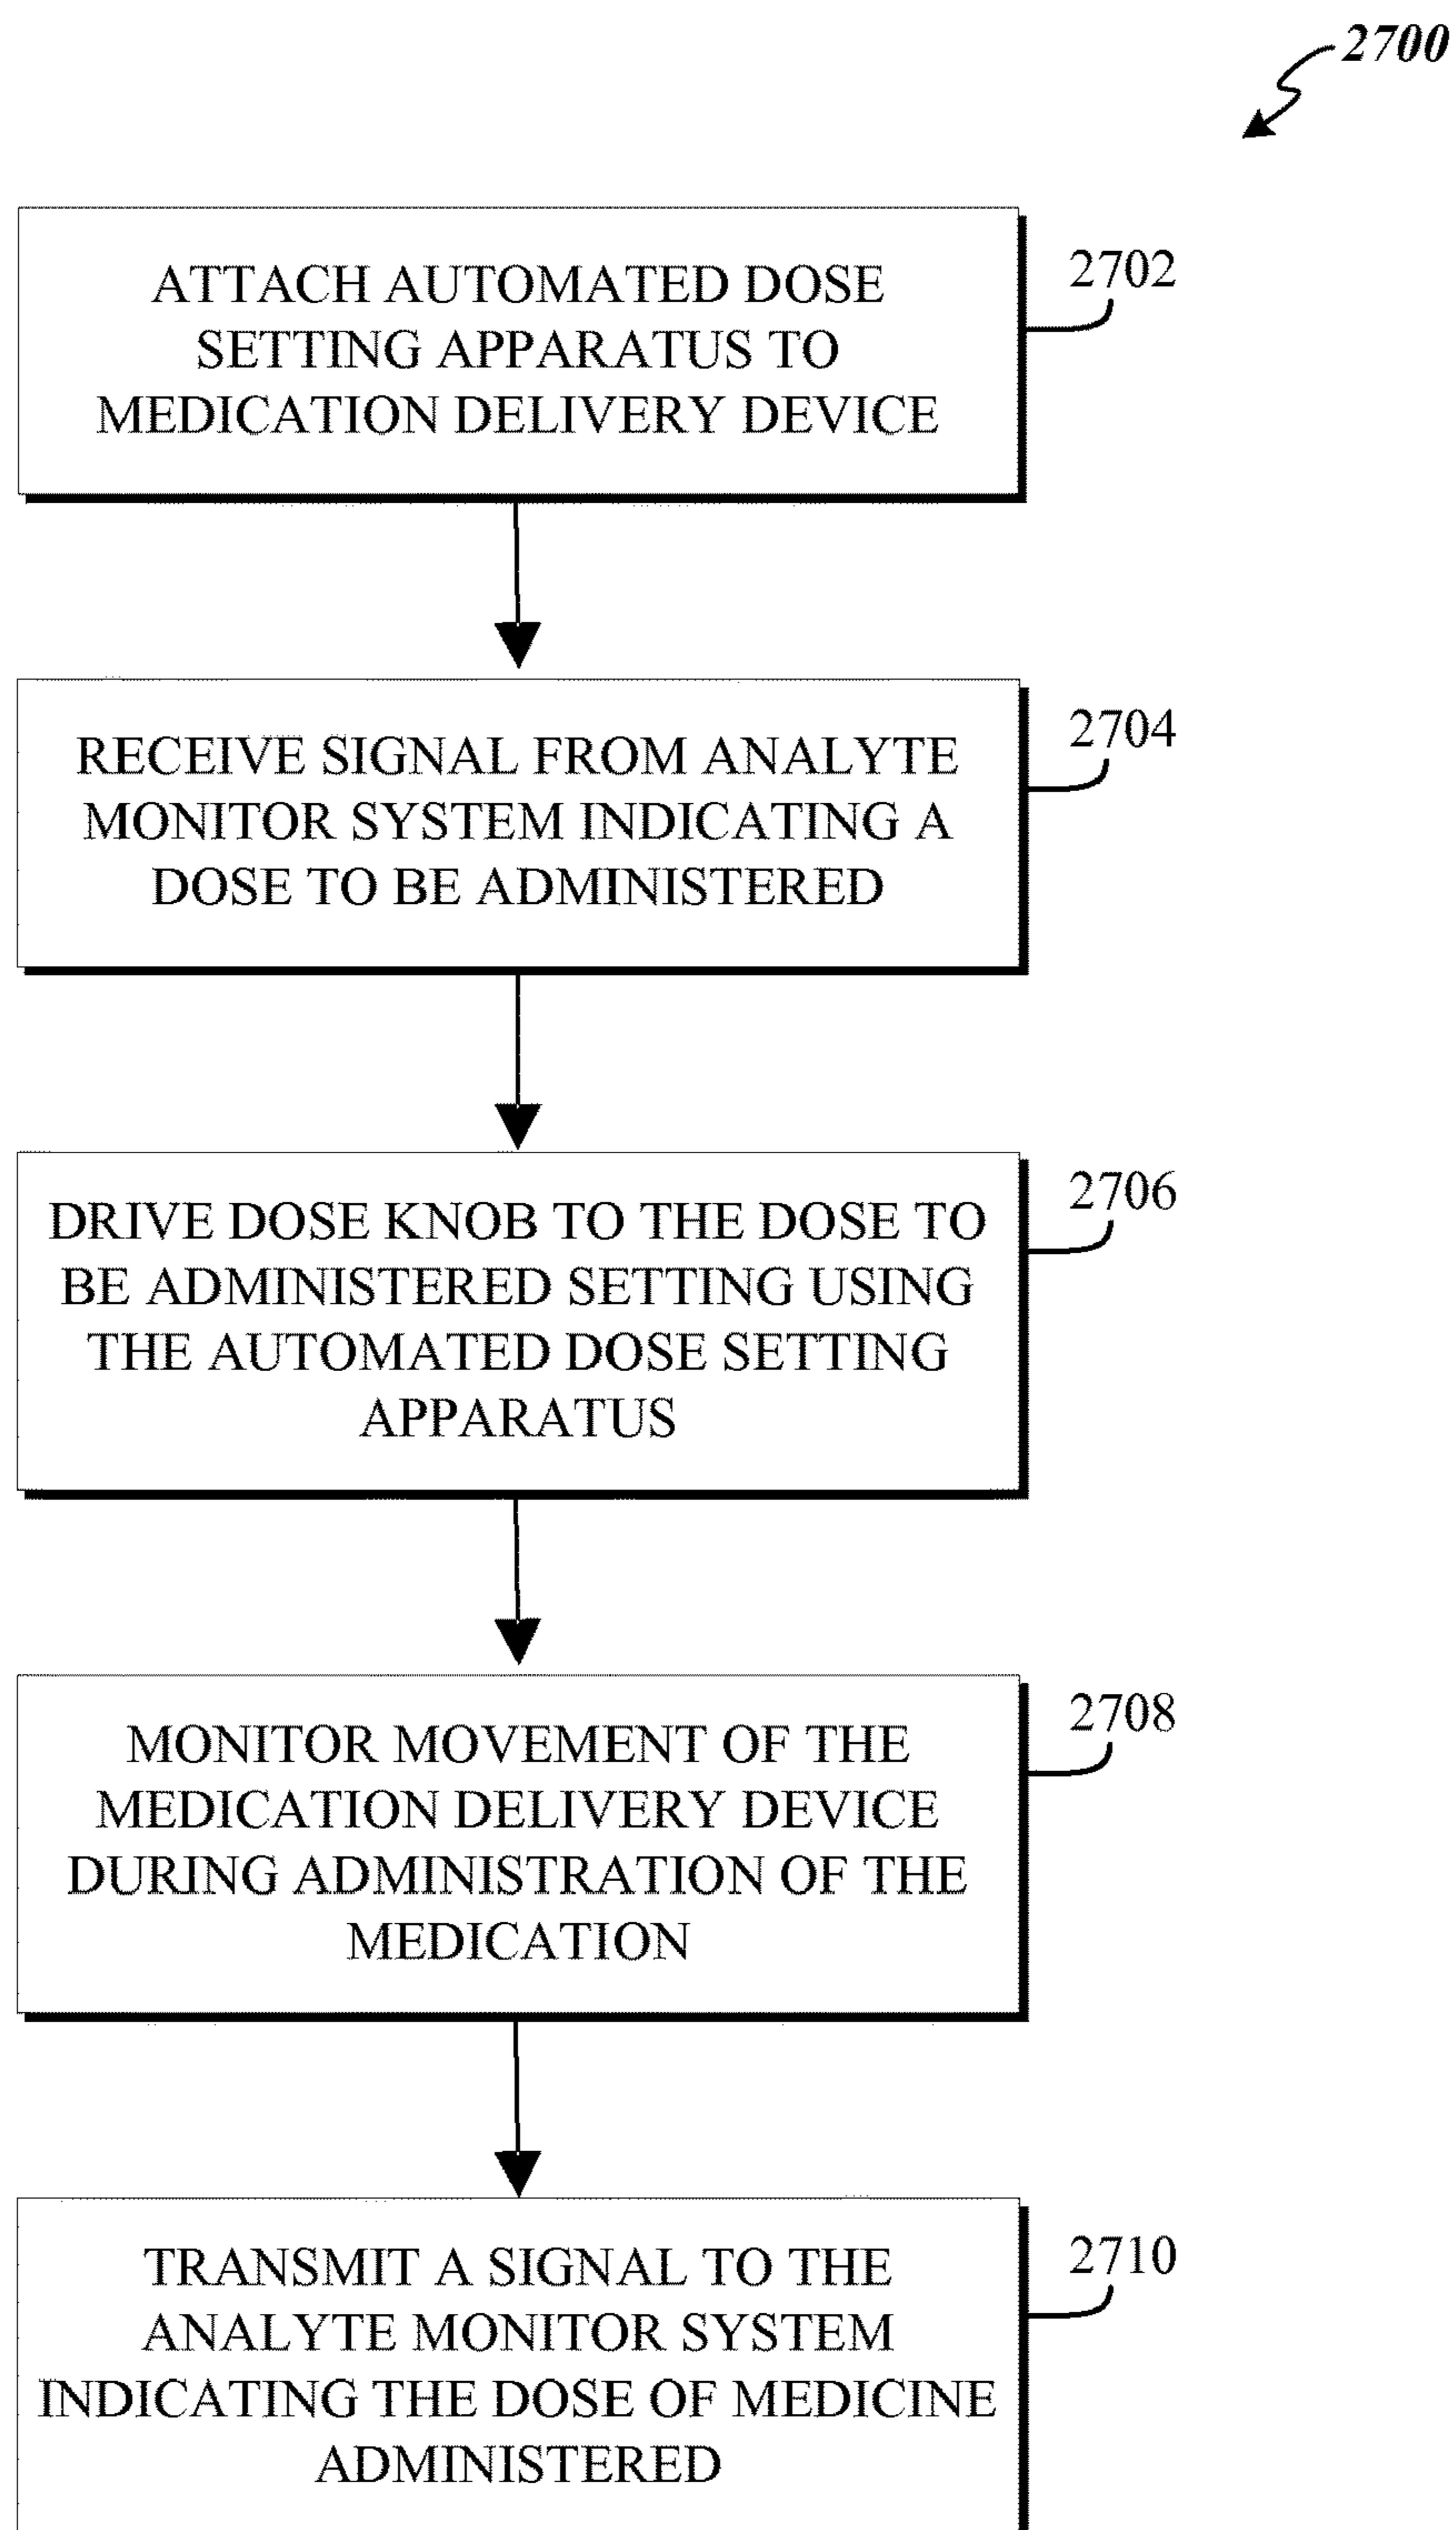 2700
ATTACH AUTOMATED DOSE
SETTING APPARATUS TO
MEDICATION DELIVERY DEVICE
2702
RECEIVE SIGNAL FROM ANALYTE
MONITOR SYSTEM INDICATING A
DOSE TO BE ADMINISTERED
2704
DRIVE DOSE KNOB TO THE DOSE TO
BE ADMINISTERED SETTING USING
THE AUTOMATED DOSE SETTING
APPARATUS
2706
MONITOR MOVEMENT OF THE
MEDICATION DELIVERY DEVICE
DURING ADMINISTRATION OF THE
MEDICATION
2708
TRANSMIT A SIGNAL TO THE
ANALYTE MONITOR SYSTEM
INDICATING THE DOSE OF MEDICINE
ADMINISTERED
2710